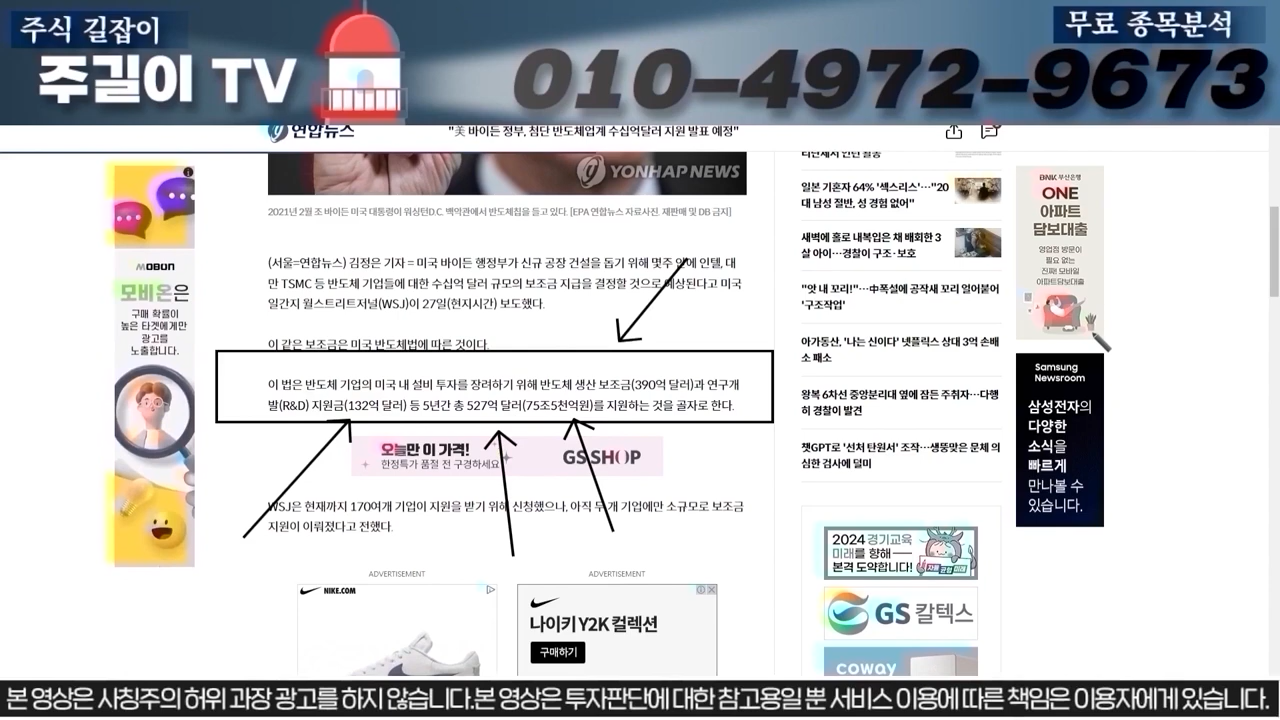 주식 길잡이
주길이 TV
무료 종목분석
010-4972-9673
연합뉴스
"美 바이든 정부, 첨단 반도체업계 수십억달러 지원 발표 예정"
YONHAP NEWS
2021년 2월 조 바이든 미국 대통령이 워싱턴D.C. 백악관에서 반도체칩을 들고 있다. [EPA 연합뉴스 자료사진. 재판매 및 DB 금지]
(서울=연합뉴스) 김정은 기자 = 미국 바이든 행정부가 신규 공장 건설을 돕기 위해 몇주 안에 인텔, 대
만 TSMC 등 반도체기업들에 대한 수십억 달러 규모의 보조금 지급을 결정할 것으로 예상된다고 미국
일간지 월스트리트저널(WSJ)이 27일(현지시간) 보도했다.
이 같은 보조금은 미국 반도체법에 따른 것이다.
이 법은 반도체 기업의 미국 내 설비 투자를 장려하기 위해 반도체 생산 보조금(390억 달러)과 연구개
발(R&D) 지원금(132억 달러) 등 5년간 총 527억 달러(75조5천억원)를 지원하는 것을 골자로 한다.
오늘만 이 가격!
한정특가 품절 전 구경하세요
GS SHOP
WSJ은 현재까지 170여개 기업이 지원을 받기 위해 신청했으나, 아직 두 개 기업에만 소규모로 보조금
지원이 이뤄졌다고 전했다.
ADVERTISEMENT
NIKE.COM
ADVERTISEMENT
나이키 Y2K 컬렉션
구매하기
MOBON
모비온은
구매 확률이
높은 타겟에게만
광고를
노출합니다.
일본 기혼자 64% '섹스리스'…"20
대 남성 절반, 성 경험 없어"
새벽에 홀로 내복입은 채 배회한 3
살 아이…경찰이 구조·보호
"앗 내 꼬리!"…中폭설에 공작새 꼬리 얼어붙어
'구조작업'
아가동산, '나는 신이다' 넷플릭스 상대 3억 손배
소 패소
왕복 6차선 중앙분리대 옆에 잠든 주취자…다행
히 경찰이 발견
챗GPT로 '선처 탄원서' 조작…생뚱맞은 문체 의
심한 검사에 덜미
2024 경기교육
미래를 향해
본격 도약합니다!
GS 칼텍스
coway
BNK 부산은행
ONE
아파트
담보대출
영업점 방문이
필요 없는
진짜! 모바일
아파트담보대출
Samsung
Newsroom
삼성전자의
다양한
소식을
빠르게
만나볼 수
있습니다.
본 영상은 사칭주의 허위 과장 광고를 하지 않습니다.본 영상은 투자판단에 대한 참고용일 뿐 서비스 이용에 따른 책임은 이용자에게 있습니다.